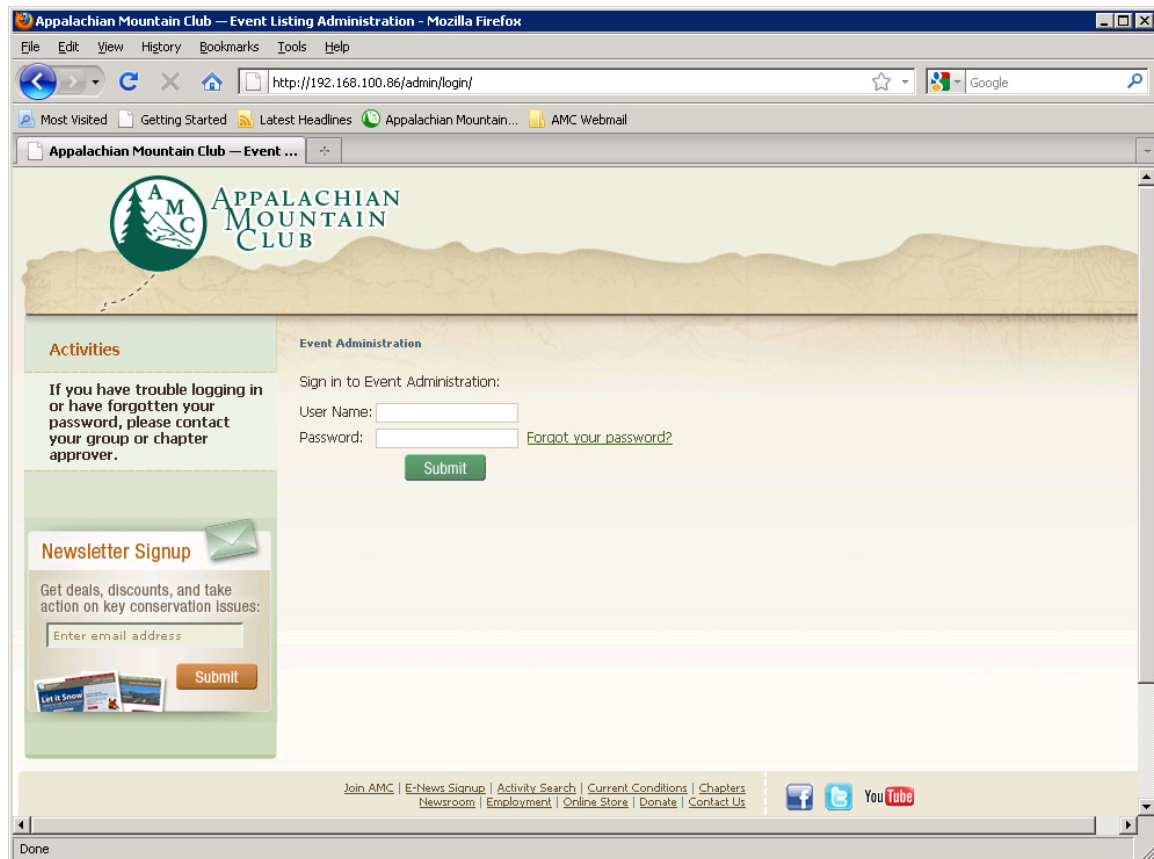 Appalachian Mountain Club — Event Listing Administration - Mozilla Firefox
File Edit View History Bookmarks Tools Help
http://192.168.100.86/admin/login/
Google
Most Visited Getting Started Latest Headlines Appalachian Mountain... AMC Webmail
Appalachian Mountain Club — Event ...
AMC
APPALACHIAN
MOUNTAIN
CLUB
Activities
If you have trouble logging in
or have forgotten your
password, please contact
your group or chapter
approver.
Event Administration
Sign in to Event Administration:
User Name:
Password: Forgot your password?
Submit
Newsletter Signup
Get deals, discounts, and take
action on key conservation issues:
Enter email address
Let it Snow
Submit
Join AMC | E-News Signup | Activity Search | Current Conditions | Chapters
Newsroom | Employment | Online Store | Donate | Contact Us
f
YouTube
Done